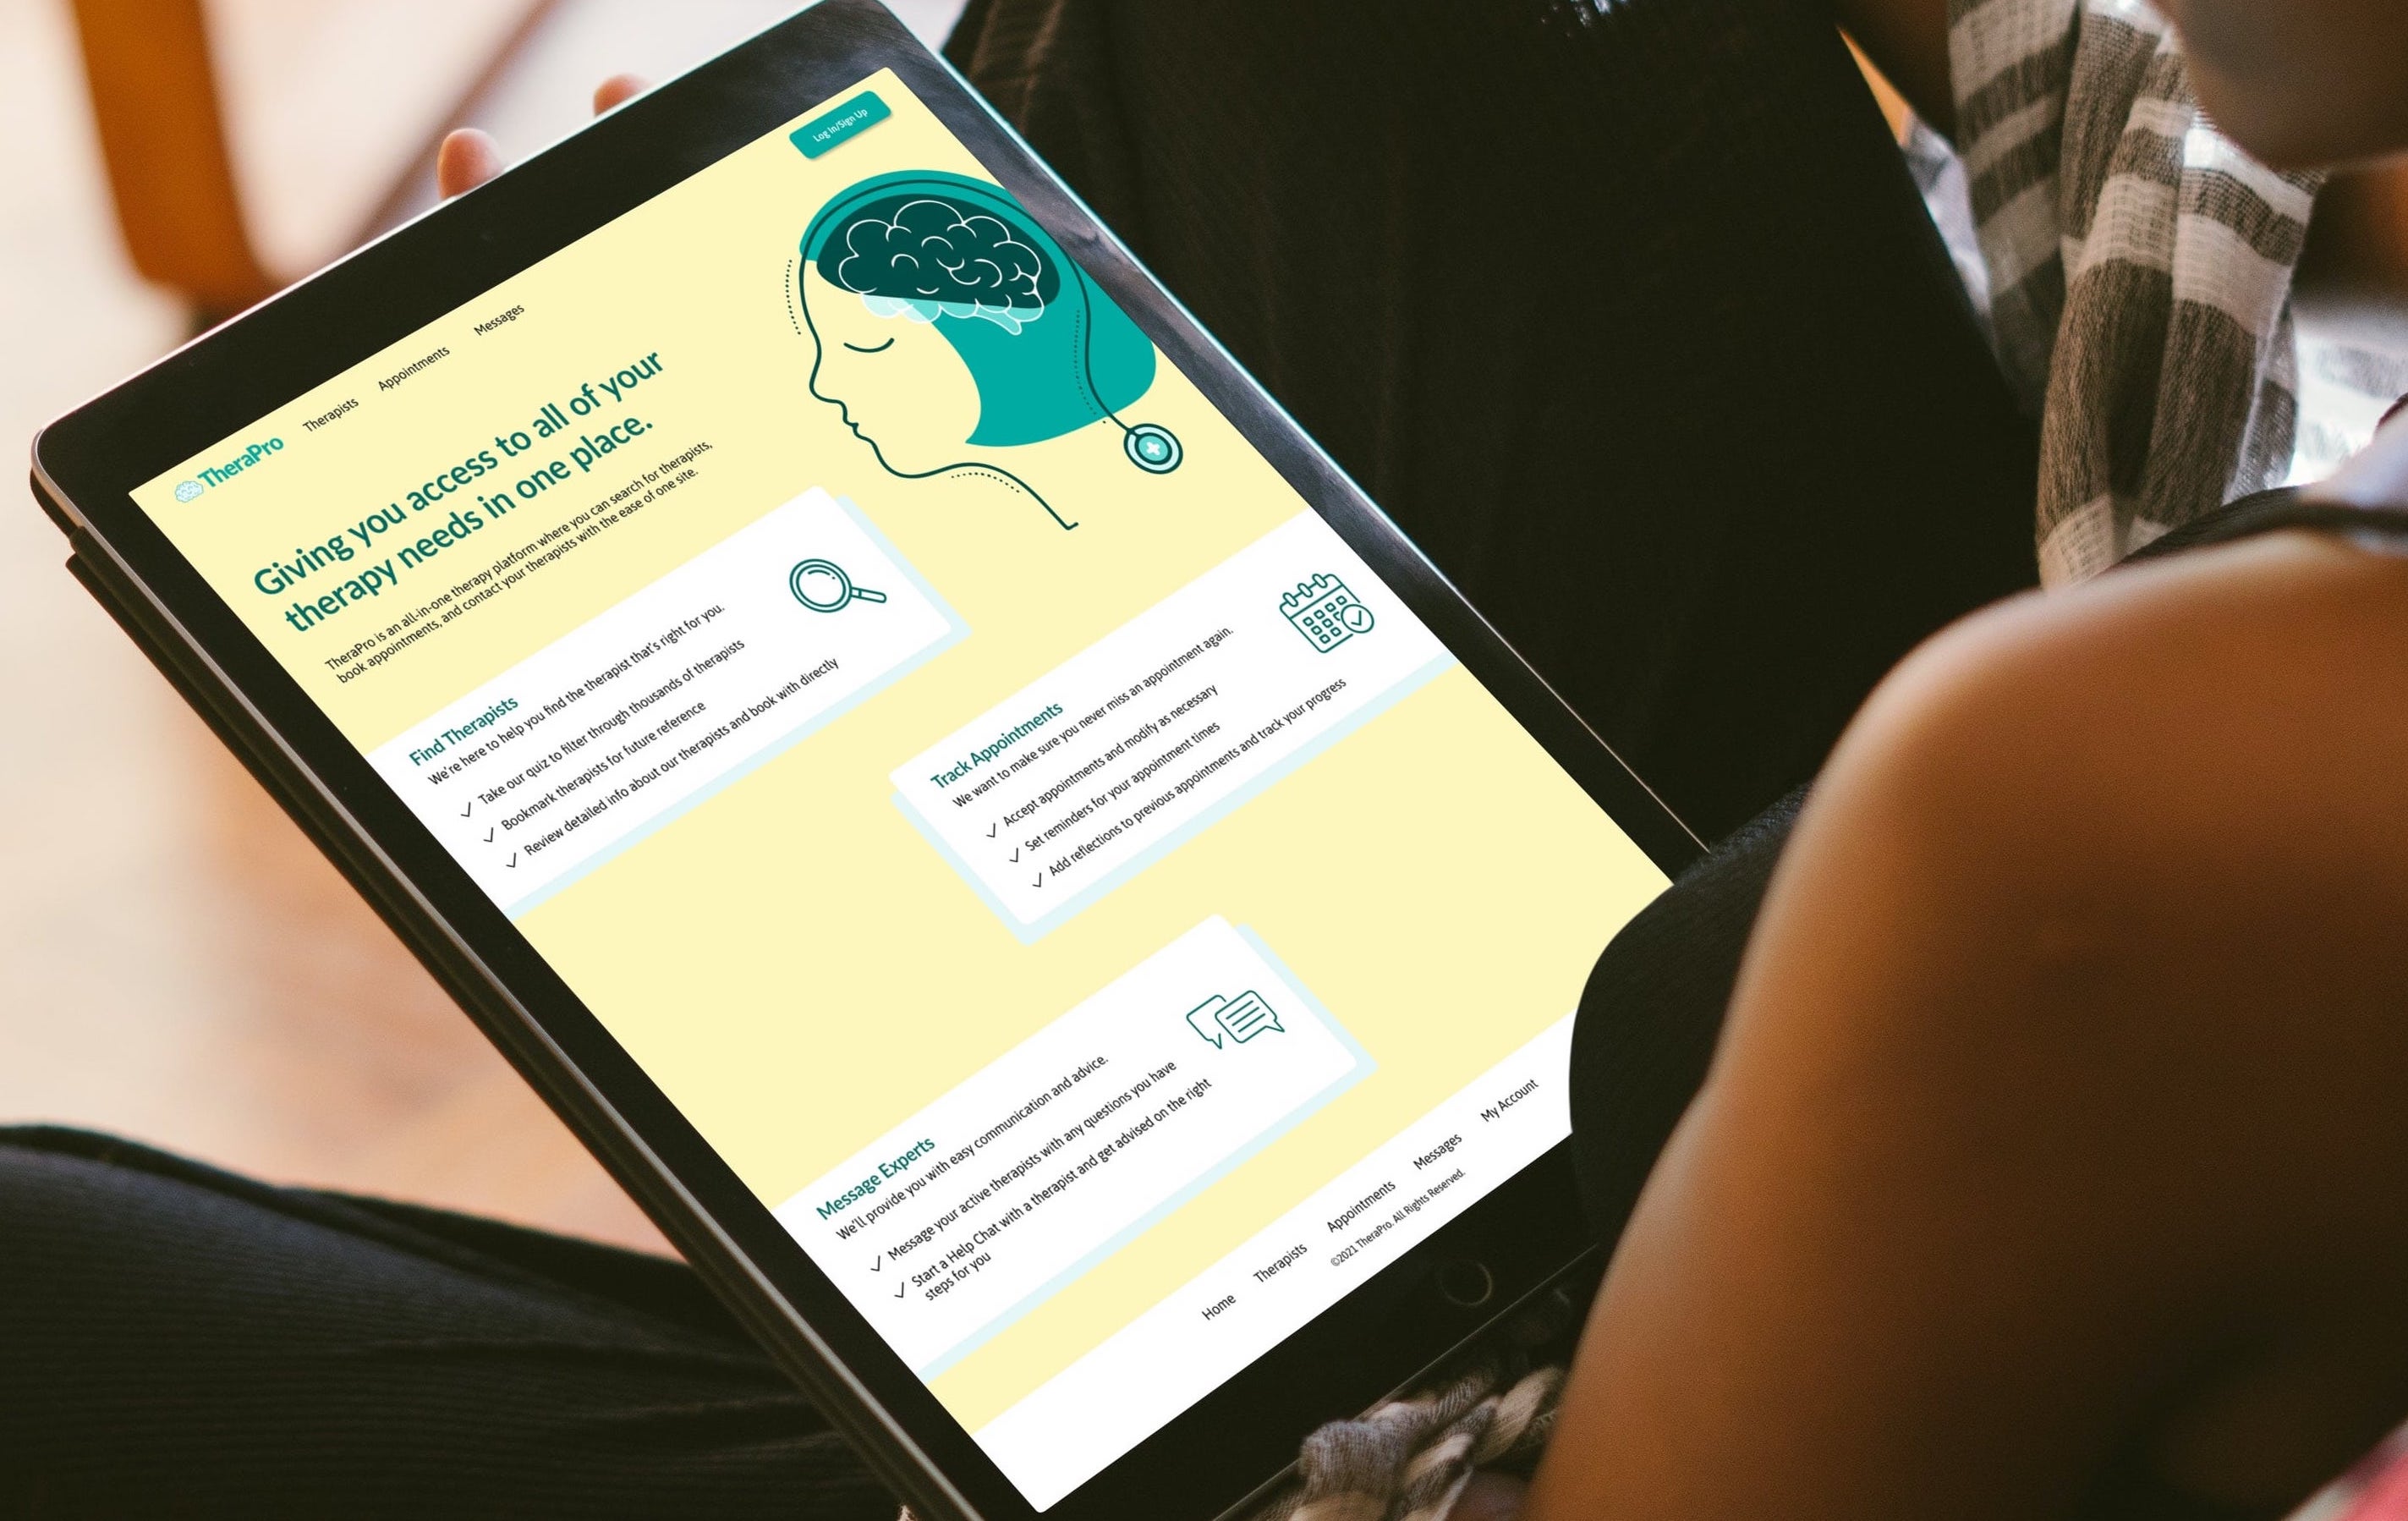 TheraPro
Therapists
Appointments
Messages
Log In/Sign Up
Giving you access to all of your
therapy needs in one place.
TheraPro is an all-in-one therapy platform where you can search for therapists,
book appointments, and contact your therapists with the ease of one site.
Find Therapists
We're here to help you find the therapist that's right for you.
Take our quiz to filter through thousands of therapists
Bookmark therapists for future reference
Review detailed info about our therapists and book with directly
Track Appointments
We want to make sure you never miss an appointment again.
Accept appointments and modify as necessary
Set reminders for your appointment times
Add reflections to previous appointments and track your progress
Message Experts
We'll provide you with easy communication and advice.
Message your active therapists with any questions you have
Start a Help Chat with a therapist and get advised on the right
steps for you
Home
Therapists
Appointments
Messages
My Account
©2021 TheraPro. All Rights Reserved.